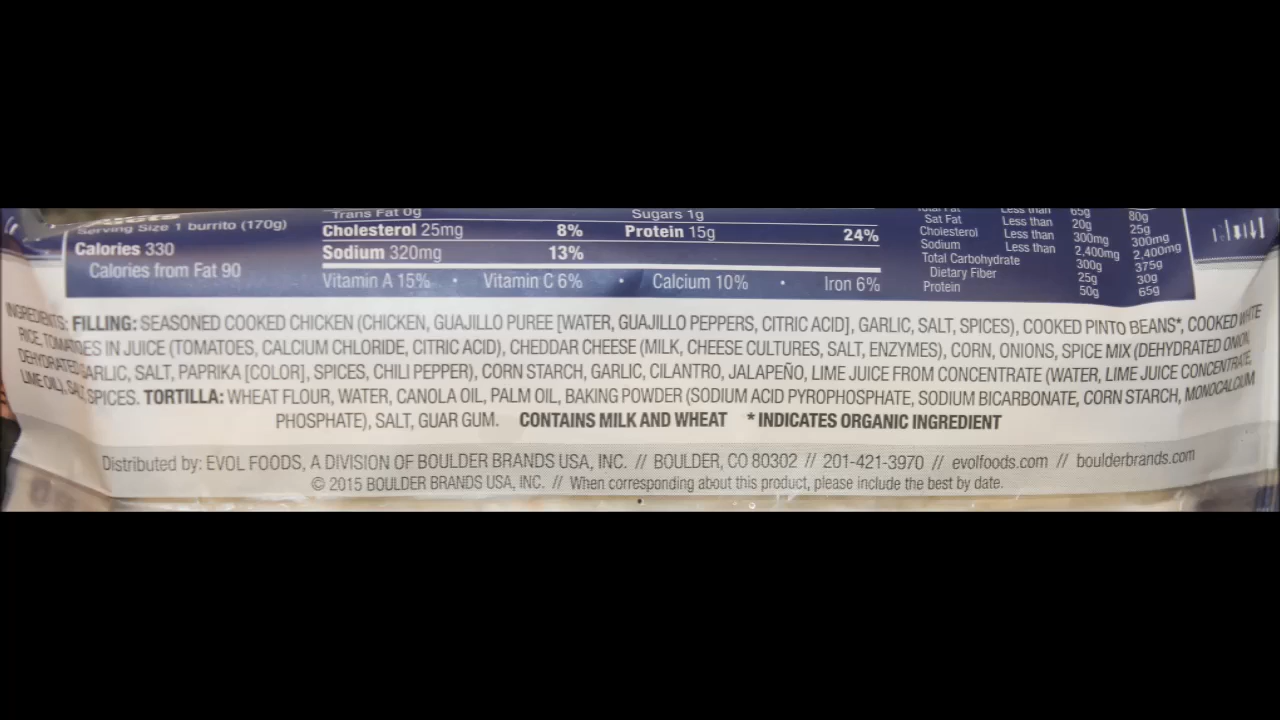 Serving Size 1 burrito (170g)
Calories 330
Calories from Fat 90
Trans Fat 0g
Cholesterol 25mg 8%
Sodium 320mg 13%
Sugars 1g
Protein 15g 24%
Vitamin A 15% • Vitamin C 6% • Calcium 10% • Iron 6%
Total Fat Less than 65g 80g
Sat Fat Less than 20g 25g
Cholesterol Less than 300mg 300mg
Sodium Less than 2,400mg 2,400mg
Total Carbohydrate 300g 375g
Dietary Fiber 25g 30g
Protein 50g 65g
INGREDIENTS: FILLING: SEASONED COOKED CHICKEN (CHICKEN, GUAJILLO PUREE [WATER, GUAJILLO PEPPERS, CITRIC ACID], GARLIC, SALT, SPICES), COOKED PINTO BEANS*, COOKED WHITE
RICE, TOMATOES IN JUICE (TOMATOES, CALCIUM CHLORIDE, CITRIC ACID), CHEDDAR CHEESE (MILK, CHEESE CULTURES, SALT, ENZYMES), CORN, ONIONS, SPICE MIX (DEHYDRATED ONION,
DEHYDRATED GARLIC, SALT, PAPRIKA [COLOR], SPICES, CHILI PEPPER), CORN STARCH, GARLIC, CILANTRO, JALAPEÑO, LIME JUICE FROM CONCENTRATE (WATER, LIME JUICE CONCENTRATE,
LIME OIL), SALT, SPICES. TORTILLA: WHEAT FLOUR, WATER, CANOLA OIL, PALM OIL, BAKING POWDER (SODIUM ACID PYROPHOSPHATE, SODIUM BICARBONATE, CORN STARCH, MONOCALCIUM
PHOSPHATE), SALT, GUAR GUM. CONTAINS MILK AND WHEAT *INDICATES ORGANIC INGREDIENT
Distributed by: EVOL FOODS, A DIVISION OF BOULDER BRANDS USA, INC. // BOULDER, CO 80302 // 201-421-3970 // evolfoods.com // boulderbrands.com
© 2015 BOULDER BRANDS USA, INC. // When corresponding about this product, please include the best by date.